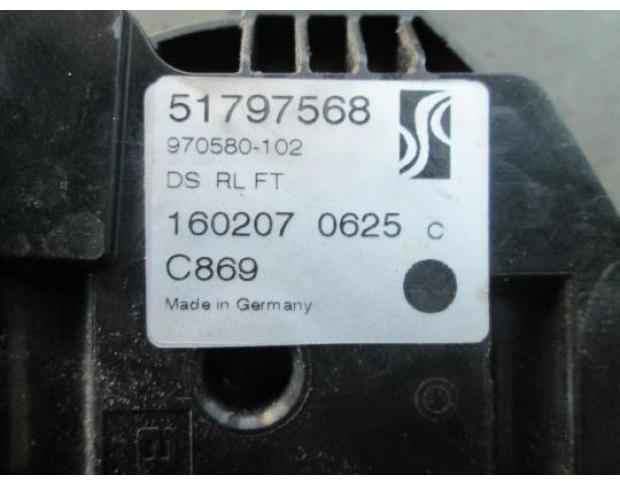 51797568
970580-102
DS RL FT
160207 0625 C
C869
Made in Germany